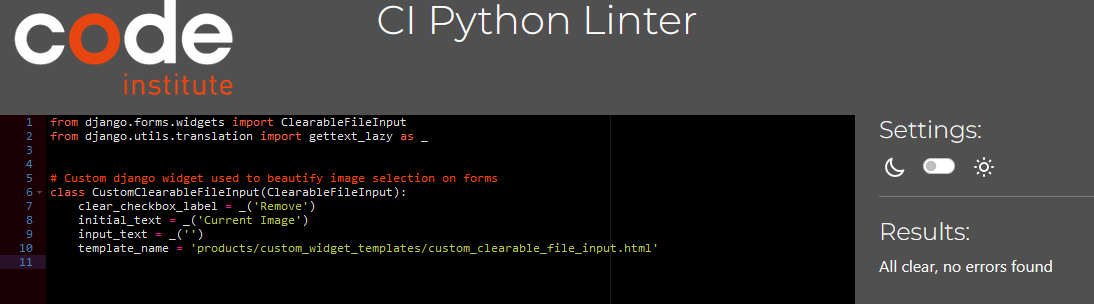 code
institute
CI Python Linter
1 from django.forms.widgets import ClearableFileInput
2 from django.utils.translation import gettext_lazy as _
3
4
5 # Custom django widget used to beautify image selection on forms
6 class CustomClearableFileInput(ClearableFileInput):
7     clear_checkbox_label = _('Remove')
8     initial_text = _('Current Image')
9     input_text = _('')
10     template_name = 'products/custom_widget_templates/custom_clearable_file_input.html'
11
Settings:
Results:
All clear, no errors found